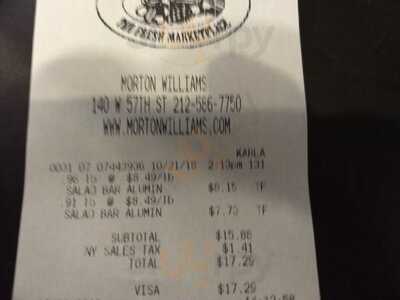 THE FRESH MARKETPLACE
MORTON WILLIAMS
140 W 57TH ST 212-586-7750
WWW.MORTONWILLIAMS.COM
KARLA
0031 07 07443936 10/21/18 2:13pm 131
.96 lb @ $8.49/lb
SALAD BAR ALUMIN $8.15 TF
.91 lb @ $8.49/lb
SALAD BAR ALUMIN $7.73 TF
SUBTOTAL $15.88
NY SALES TAX $1.41
TOTAL $17.29
VISA $17.29